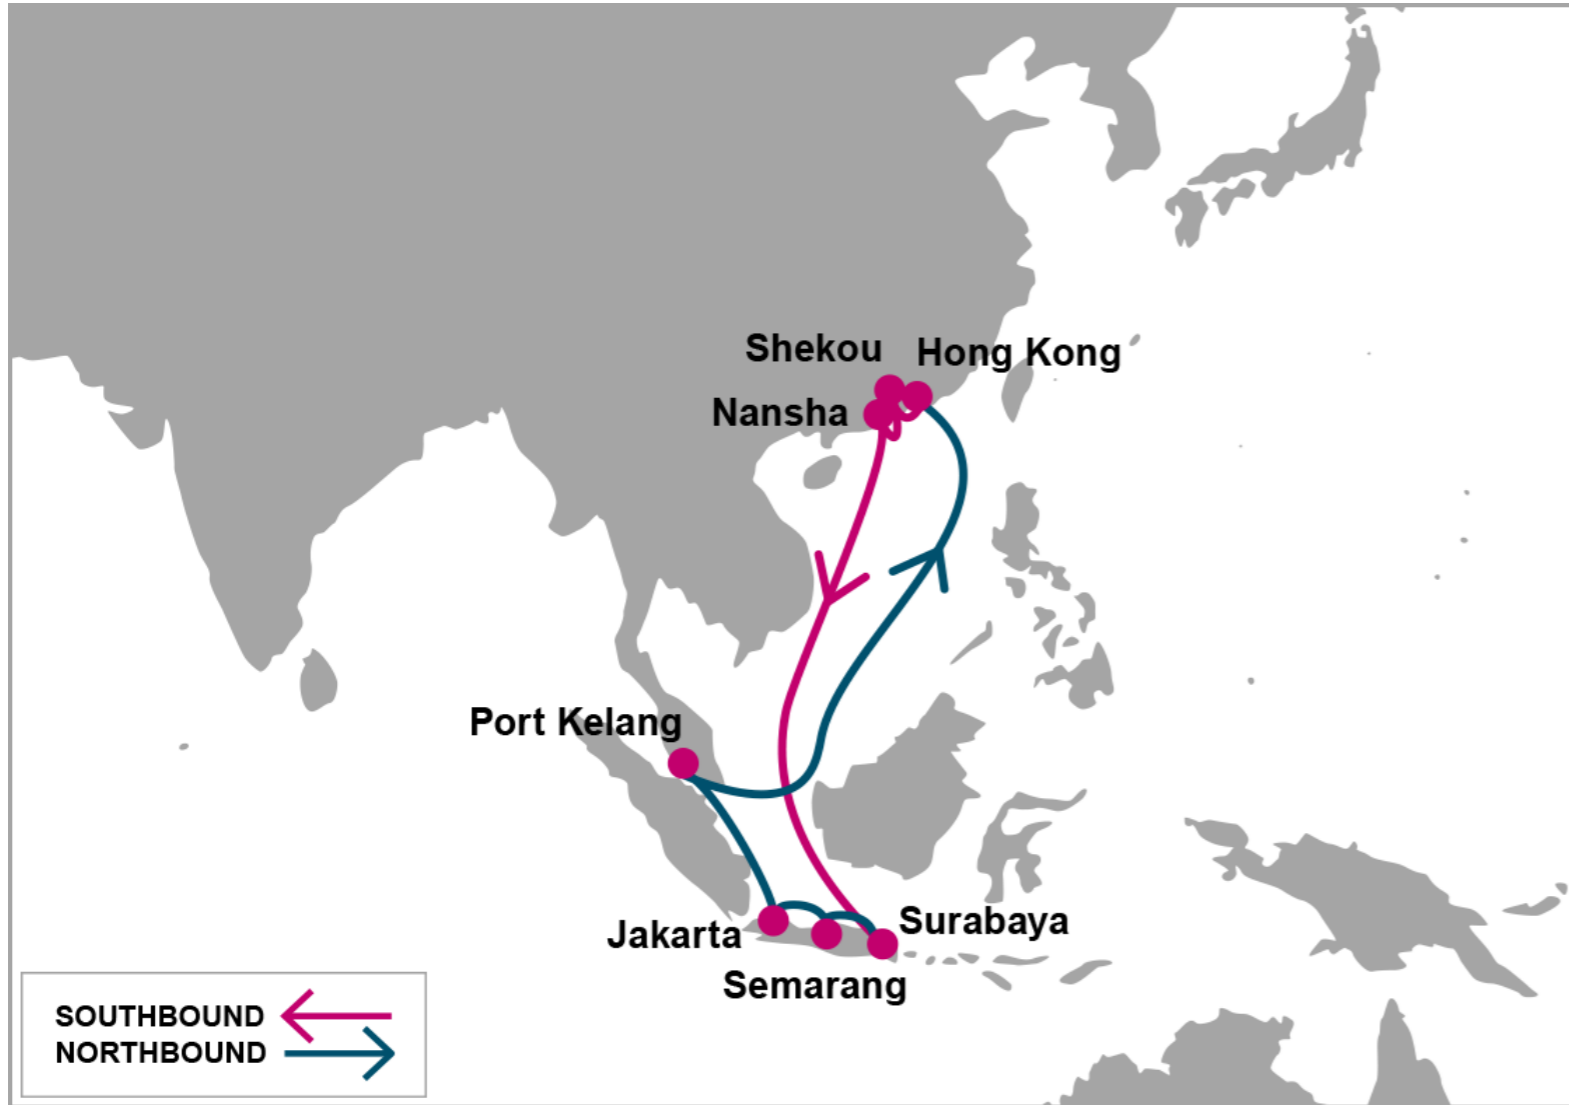 Shekou
Hong Kong
Nansha
Port Kelang
Jakarta
Surabaya
Semarang
SOUTHBOUND
NORTHBOUND